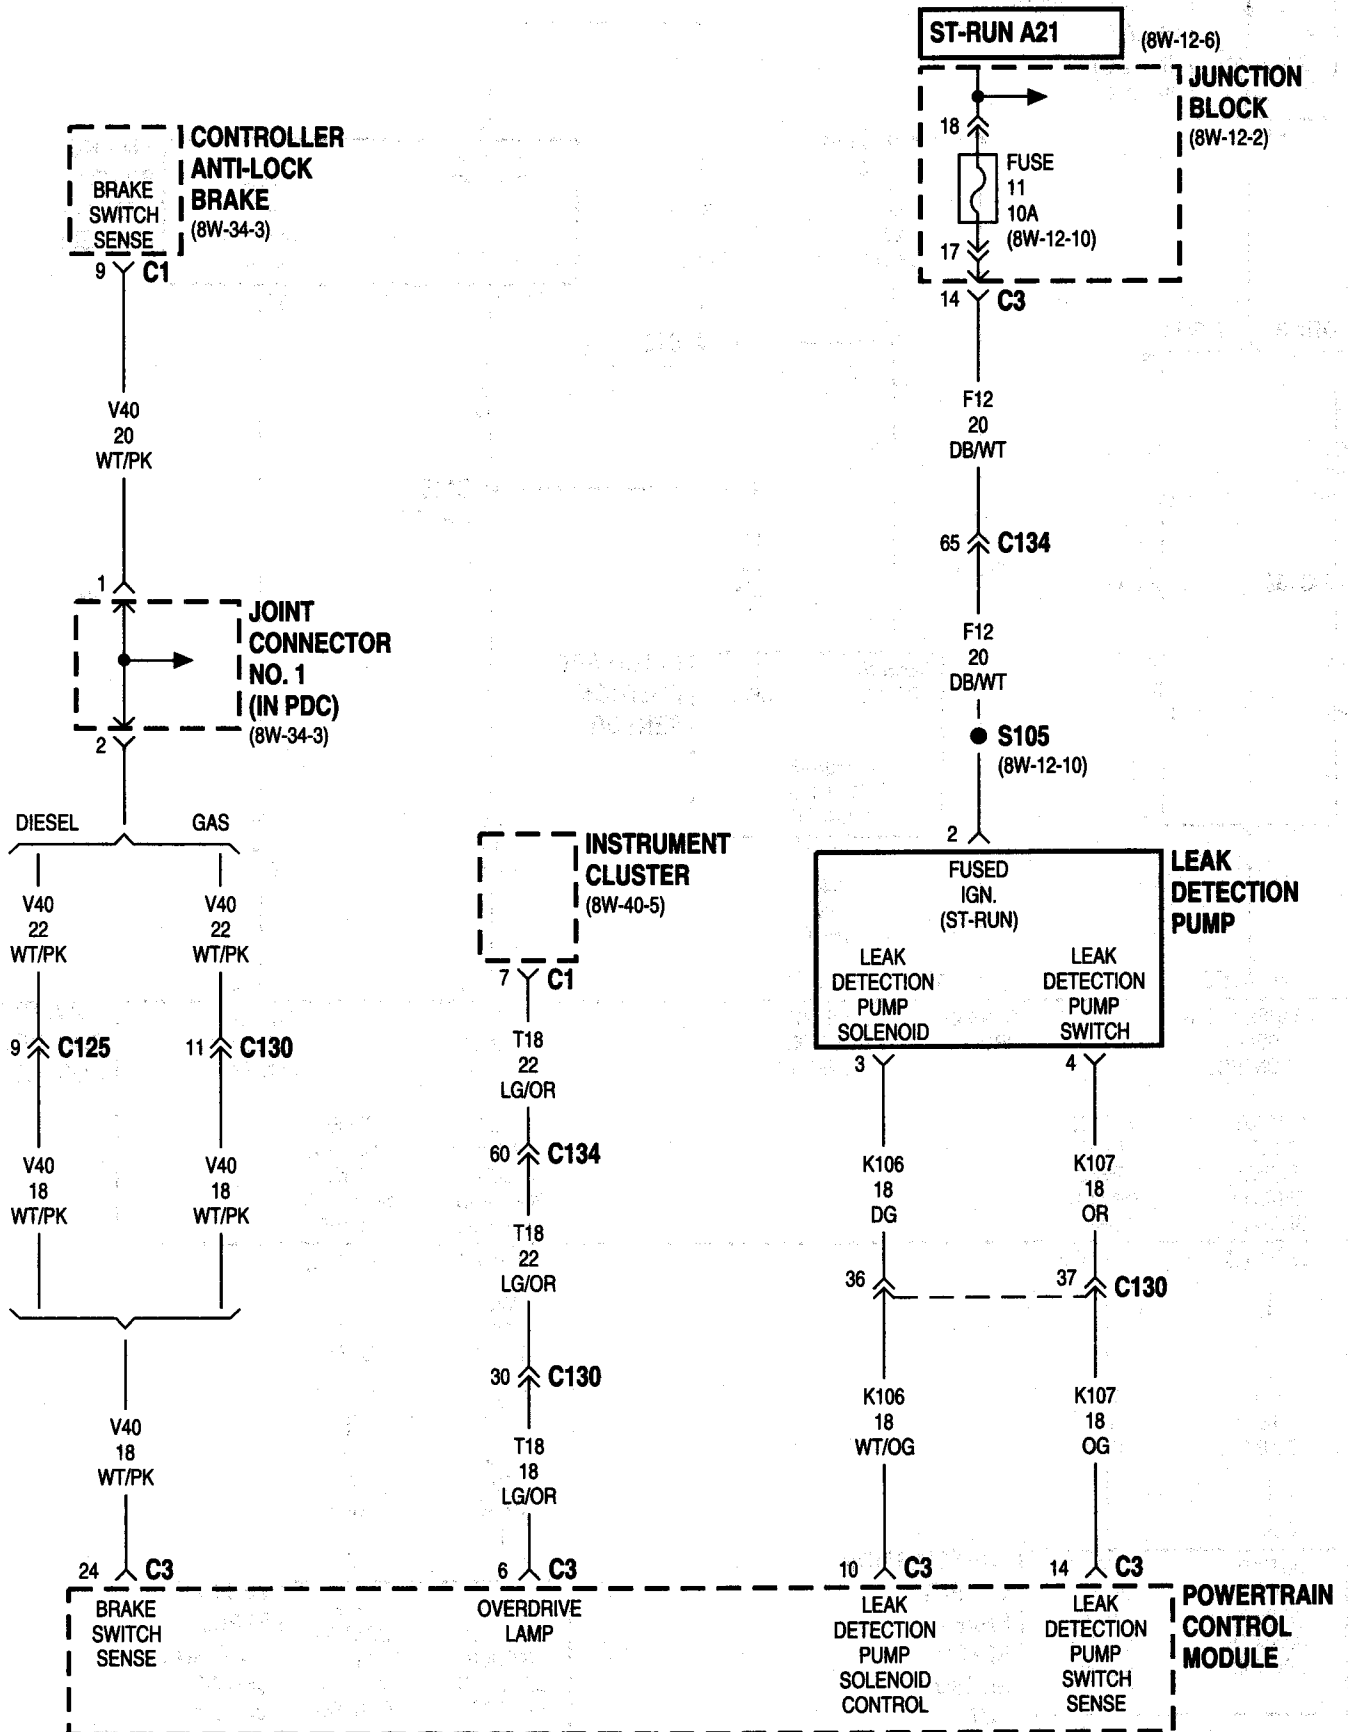 ST-RUN A21
(8W-12-6)
JUNCTION
BLOCK
(8W-12-2)
18
FUSE
11
10A
(8W-12-10)
17
14 C3
F12
20
DB/WT
65 C134
F12
20
DB/WT
S105
(8W-12-10)
2
FUSED
IGN.
(ST-RUN)
LEAK
DETECTION
PUMP
LEAK
DETECTION
PUMP
SOLENOID
LEAK
DETECTION
PUMP
SWITCH
3
4
K106
18
DG
K107
18
OR
36
37 C130
K106
18
WT/OG
K107
18
OG
10 C3
14 C3
CONTROLLER
ANTI-LOCK
BRAKE
(8W-34-3)
BRAKE
SWITCH
SENSE
9 C1
V40
20
WT/PK
1
JOINT
CONNECTOR
NO. 1
(IN PDC)
(8W-34-3)
2
DIESEL
GAS
V40
22
WT/PK
V40
22
WT/PK
9 C125
11 C130
V40
18
WT/PK
V40
18
WT/PK
V40
18
WT/PK
24 C3
INSTRUMENT
CLUSTER
(8W-40-5)
7 C1
T18
22
LG/OR
60 C134
T18
22
LG/OR
30 C130
T18
18
LG/OR
6 C3
BRAKE
SWITCH
SENSE
OVERDRIVE
LAMP
LEAK
DETECTION
PUMP
SOLENOID
CONTROL
LEAK
DETECTION
PUMP
SWITCH
SENSE
POWERTRAIN
CONTROL
MODULE